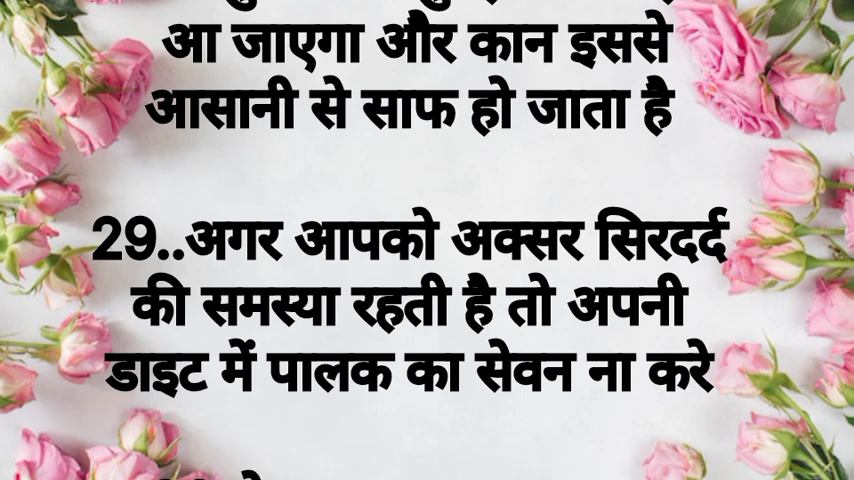 आ जाएगा और कान इससे
आसानी से साफ हो जाता है
29..अगर आपको अक्सर सिरदर्द
की समस्या रहती है तो अपनी
डाइट में पालक का सेवन ना करे